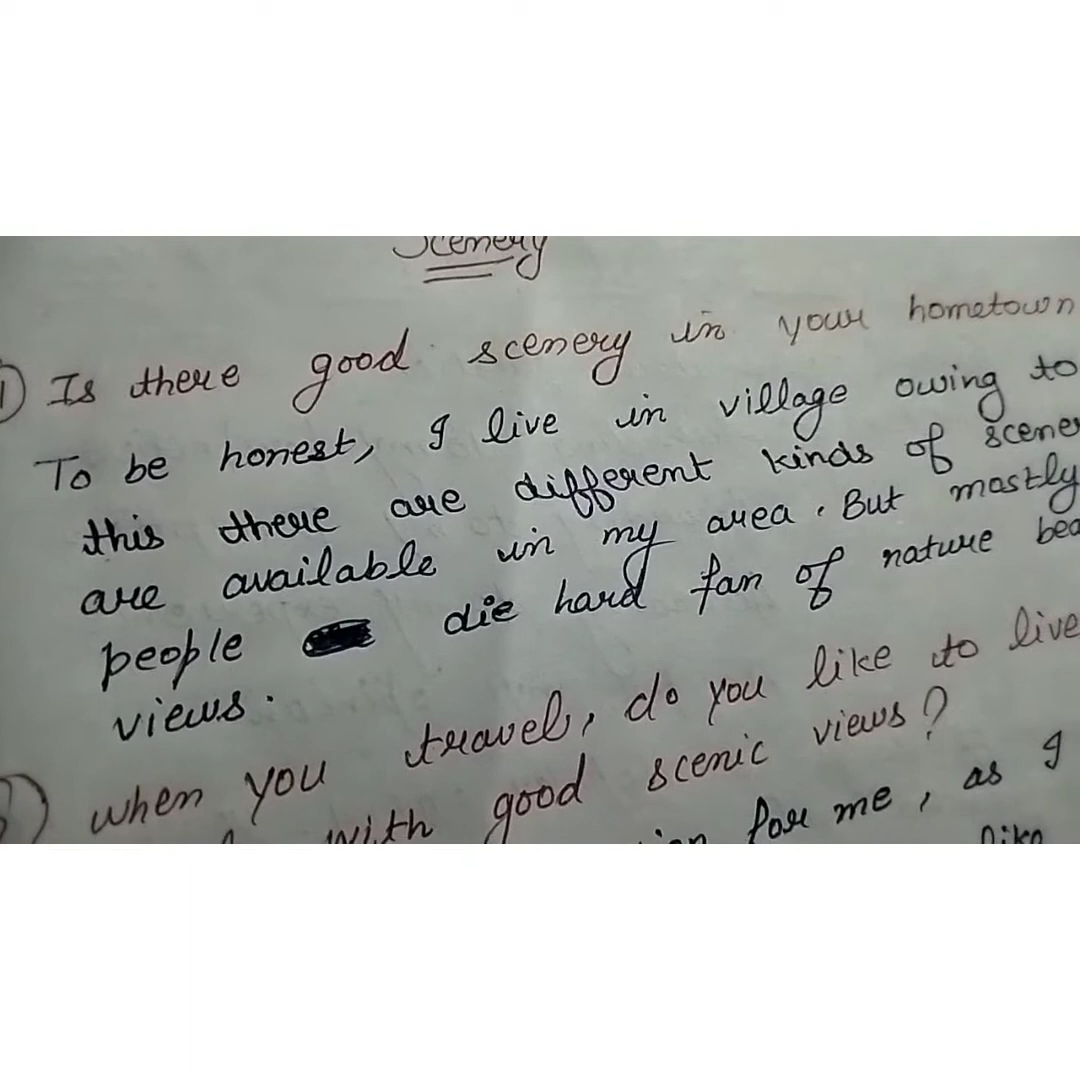 Scenery
1) Is there good scenery in your hometown
To be honest, I live in village owing to
this there are different kinds of scener
are available in my area. But mostly
people die hard fan of nature bea
views.
when you travel, do you like to live
with good scenic views?
for me, as I
like